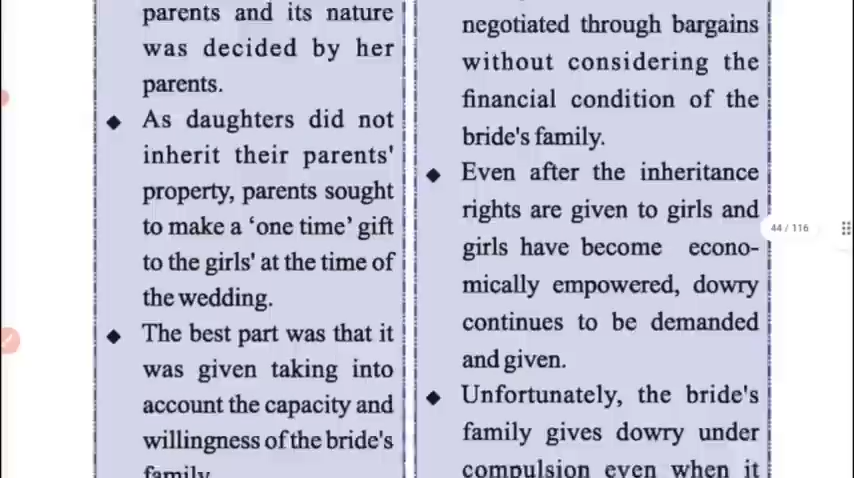 parents and its nature
was decided by her
parents.
◆ As daughters did not
inherit their parents'
property, parents sought
to make a ‘one time’ gift
to the girls' at the time of
the wedding.
◆ The best part was that it
was given taking into
account the capacity and
willingness of the bride's
family.
negotiated through bargains
without considering the
financial condition of the
bride's family.
◆ Even after the inheritance
rights are given to girls and
girls have become econo-
mically empowered, dowry
continues to be demanded
and given.
◆ Unfortunately, the bride's
family gives dowry under
compulsion even when it
44 / 116